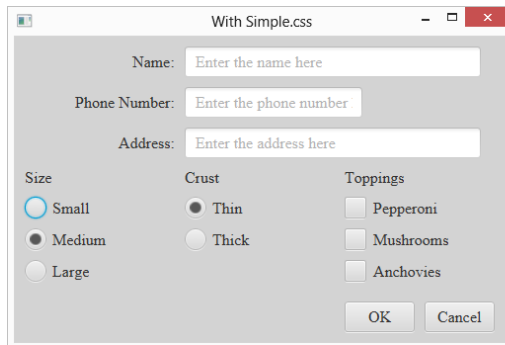 With Simple.css
Name: Enter the name here
Phone Number: Enter the phone number
Address: Enter the address here
Size Crust Toppings
Small Thin Pepperoni
Medium Thick Mushrooms
Large Anchovies
OK Cancel